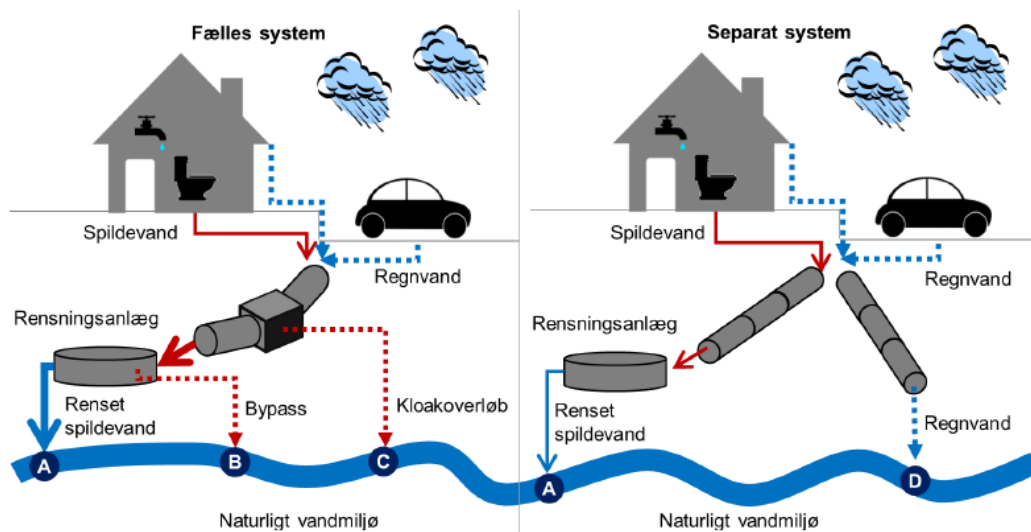 Fælles system
Spildevand
Regnvand
Rensningsanlæg
Renset
spildevand
Bypass
Kloakoverløb
A
B
C
Naturligt vandmiljø
Separat system
Spildevand
Regnvand
Rensningsanlæg
Renset
spildevand
Regnvand
A
D
Naturligt vandmiljø